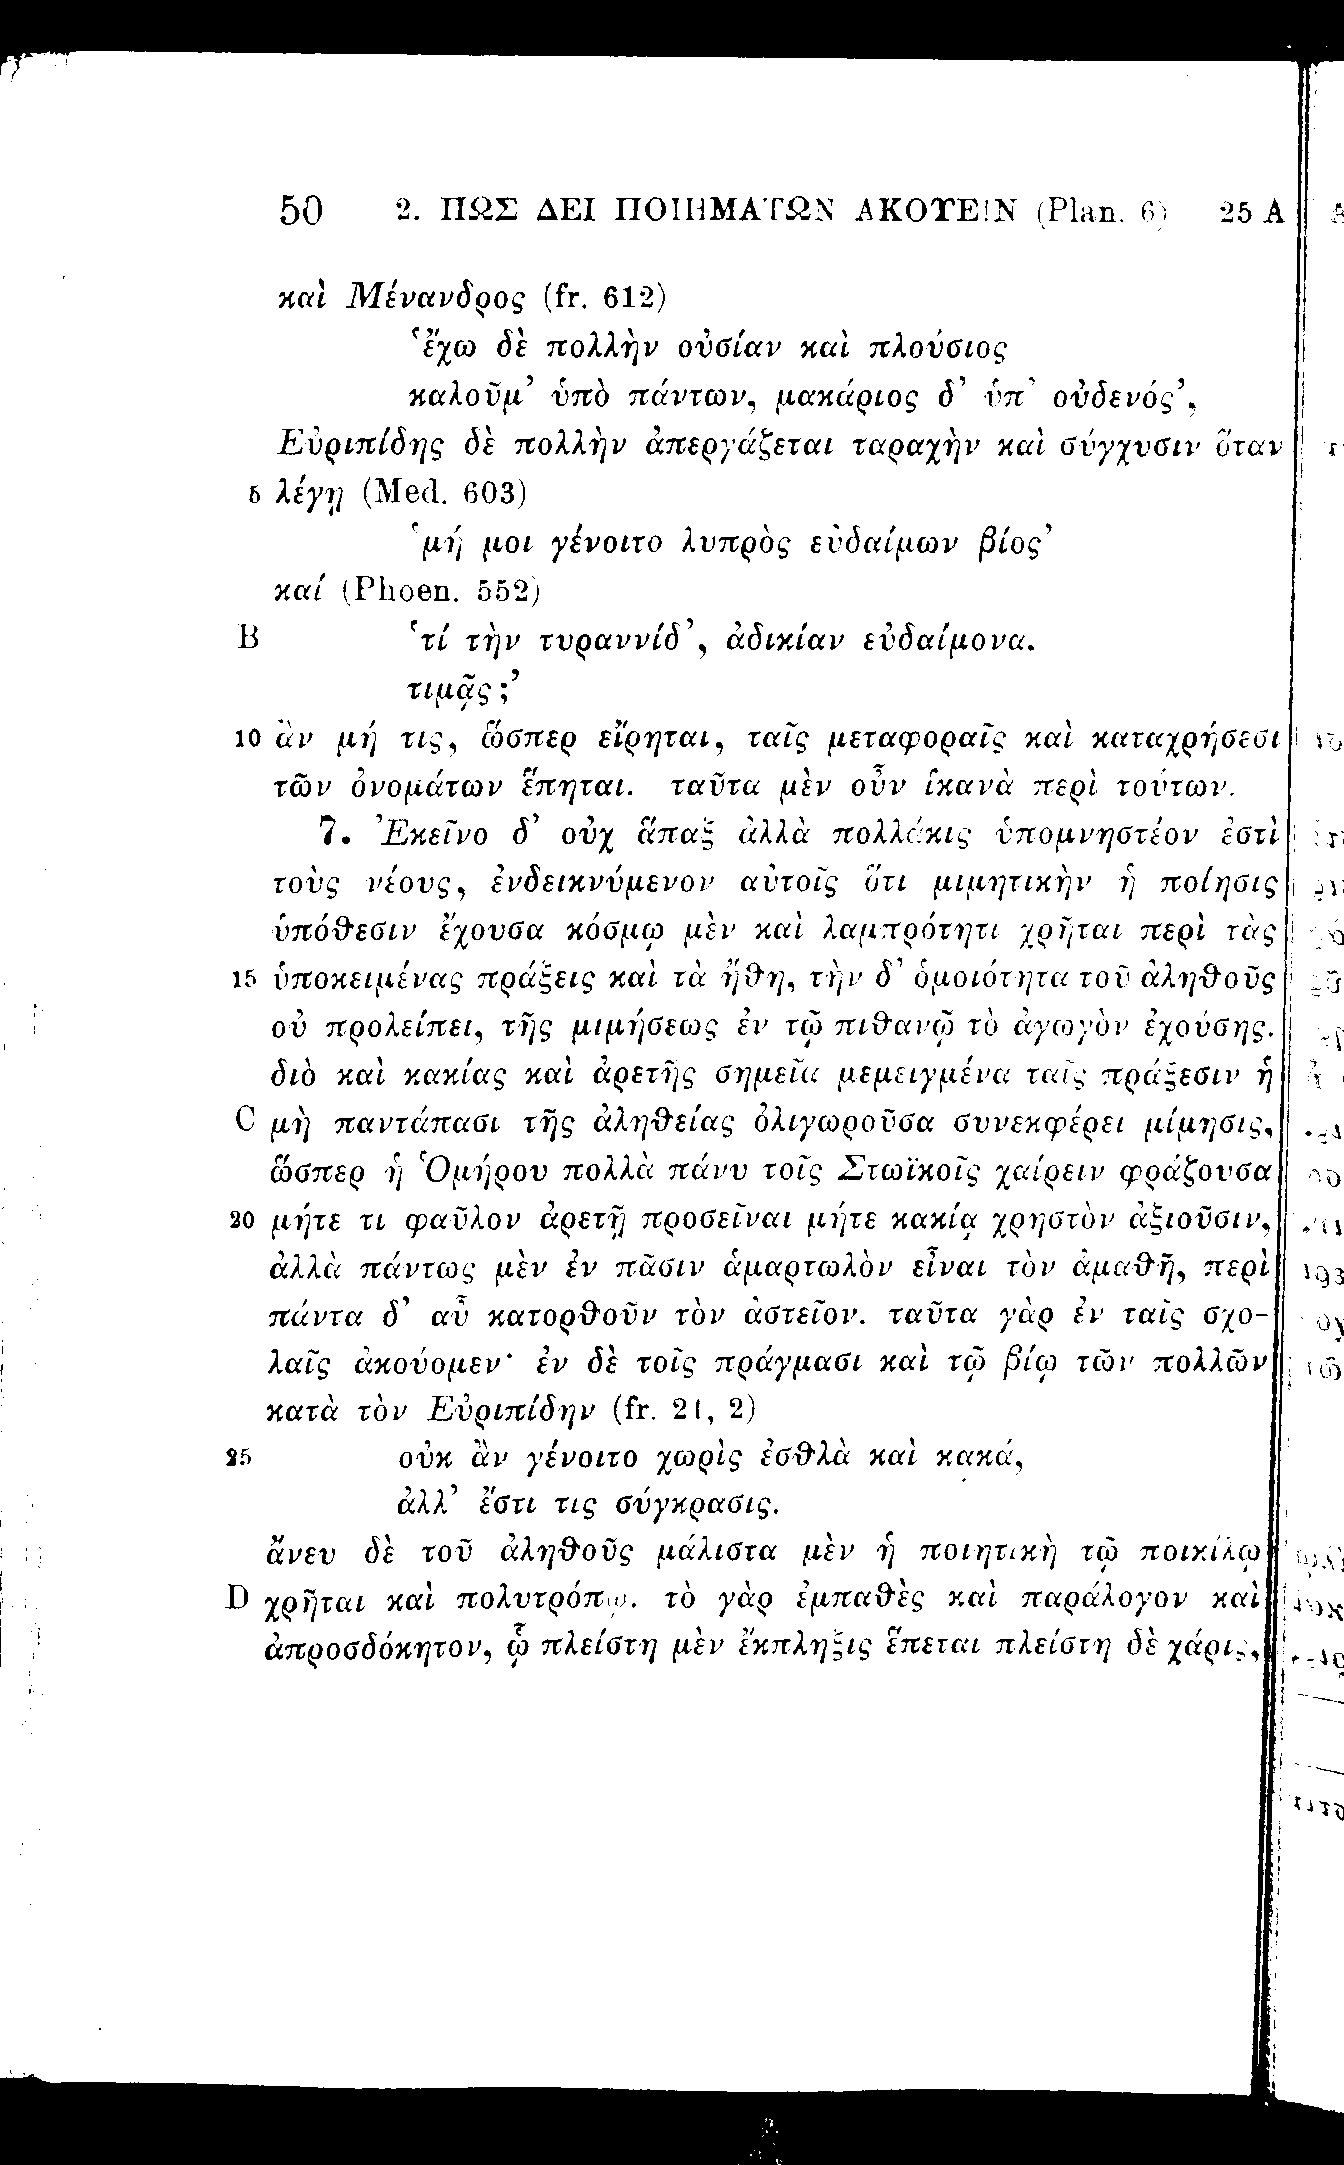 50 2. ΠΩΣ ΔΕΙ ΠΟΙΗΜΑΤΩΝ ΑΚΟΥΕΙΝ (Plan. 6) 25 A
καὶ Μένανδρος (fr. 612)
‘ἔχω δὲ πολλὴν οὐσίαν καὶ πλούσιος
καλοῦμ’ ὑπὸ πάντων, μακάριος δ’ ὑπ’ οὐδενός’,
Εὐριπίδης δὲ πολλὴν ἀπεργάζεται ταραχὴν καὶ σύγχυσιν ὅταν
5 λέγῃ (Med. 603)
‘μή μοι γένοιτο λυπρὸς εὐδαίμων βίος’
καί (Phoen. 552)
B ‘τί τὴν τυραννίδ’, ἀδικίαν εὐδαίμονα.
τιμᾷς;’
10 ἂν μή τις, ὥσπερ εἴρηται, ταῖς μεταφοραῖς καὶ καταχρήσεσι
τῶν ὀνομάτων ἕπηται. ταῦτα μὲν οὖν ἱκανὰ περὶ τούτων.
7. Ἐκεῖνο δ’ οὐχ ἅπαξ ἀλλὰ πολλάκις ὑπομνηστέον ἐστὶ
τοὺς νέους, ἐνδεικνύμενον αὐτοῖς ὅτι μιμητικὴν ἡ ποίησις
ὑπόθεσιν ἔχουσα κόσμῳ μὲν καὶ λαμπρότητι χρῆται περὶ τὰς
15 ὑποκειμένας πράξεις καὶ τὰ ἤθη, τὴν δ’ ὁμοιότητα τοῦ ἀληθοῦς
οὐ προλείπει, τῆς μιμήσεως ἐν τῷ πιθανῷ τὸ ἀγωγὸν ἐχούσης.
διὸ καὶ κακίας καὶ ἀρετῆς σημεῖα μεμειγμένα ταῖς πράξεσιν ἡ
C μὴ παντάπασι τῆς ἀληθείας ὀλιγωροῦσα συνεκφέρει μίμησις,
ὥσπερ ἡ Ὁμήρου πολλὰ πάνυ τοῖς Στωϊκοῖς χαίρειν φράζουσα
20 μήτε τι φαῦλον ἀρετῇ προσεῖναι μήτε κακίᾳ χρηστὸν ἀξιοῦσιν,
ἀλλὰ πάντως μὲν ἐν πᾶσιν ἁμαρτωλὸν εἶναι τὸν ἀμαθῆ, περὶ
πάντα δ’ αὖ κατορθοῦν τὸν ἀστεῖον. ταῦτα γὰρ ἐν ταῖς σχο-
λαῖς ἀκούομεν· ἐν δὲ τοῖς πράγμασι καὶ τῷ βίῳ τῶν πολλῶν
κατὰ τὸν Εὐριπίδην (fr. 21, 2)
25 οὐκ ἂν γένοιτο χωρὶς ἐσθλὰ καὶ κακά,
ἀλλ’ ἔστι τις σύγκρασις.
ἄνευ δὲ τοῦ ἀληθοῦς μάλιστα μὲν ἡ ποιητικὴ τῷ ποικίλῳ
D χρῆται καὶ πολυτρόπῳ. τὸ γὰρ ἐμπαθὲς καὶ παράλογον καὶ
ἀπροσδόκητον, ᾧ πλείστη μὲν ἔκπληξις ἕπεται πλείστη δὲ χάρις,